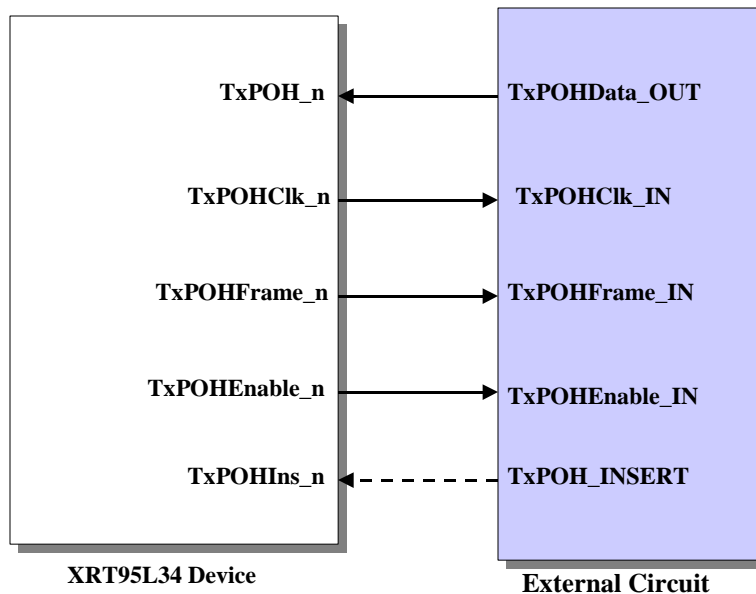 TxPOH_n TxPOHData_OUT
TxPOHClk_n TxPOHClk_IN
TxPOHFrame_n TxPOHFrame_IN
TxPOHEnable_n TxPOHEnable_IN
TxPOHIns_n TxPOH_INSERT
XRT95L34 Device External Circuit